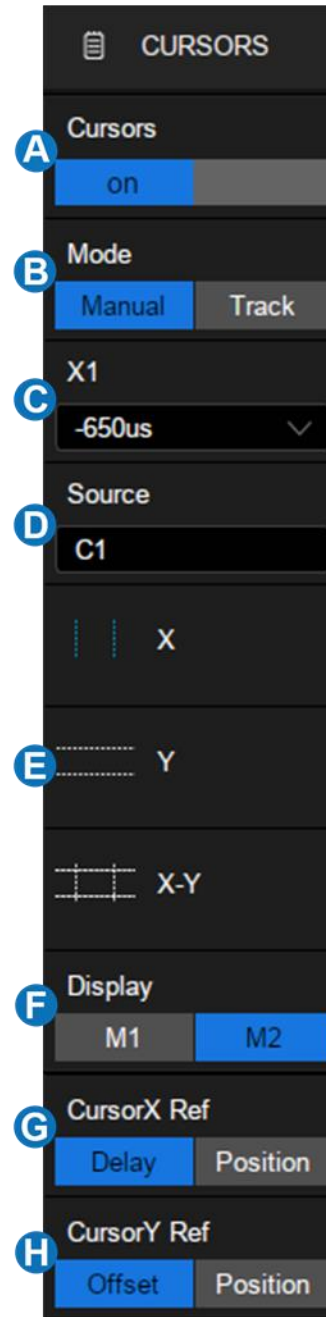 CURSORS
Cursors
A
on
Mode
B
Manual Track
X1
C
-650us
Source
D
C1
X
E
Y
X-Y
Display
F
M1 M2
CursorX Ref
G
Delay Position
CursorY Ref
H
Offset Position